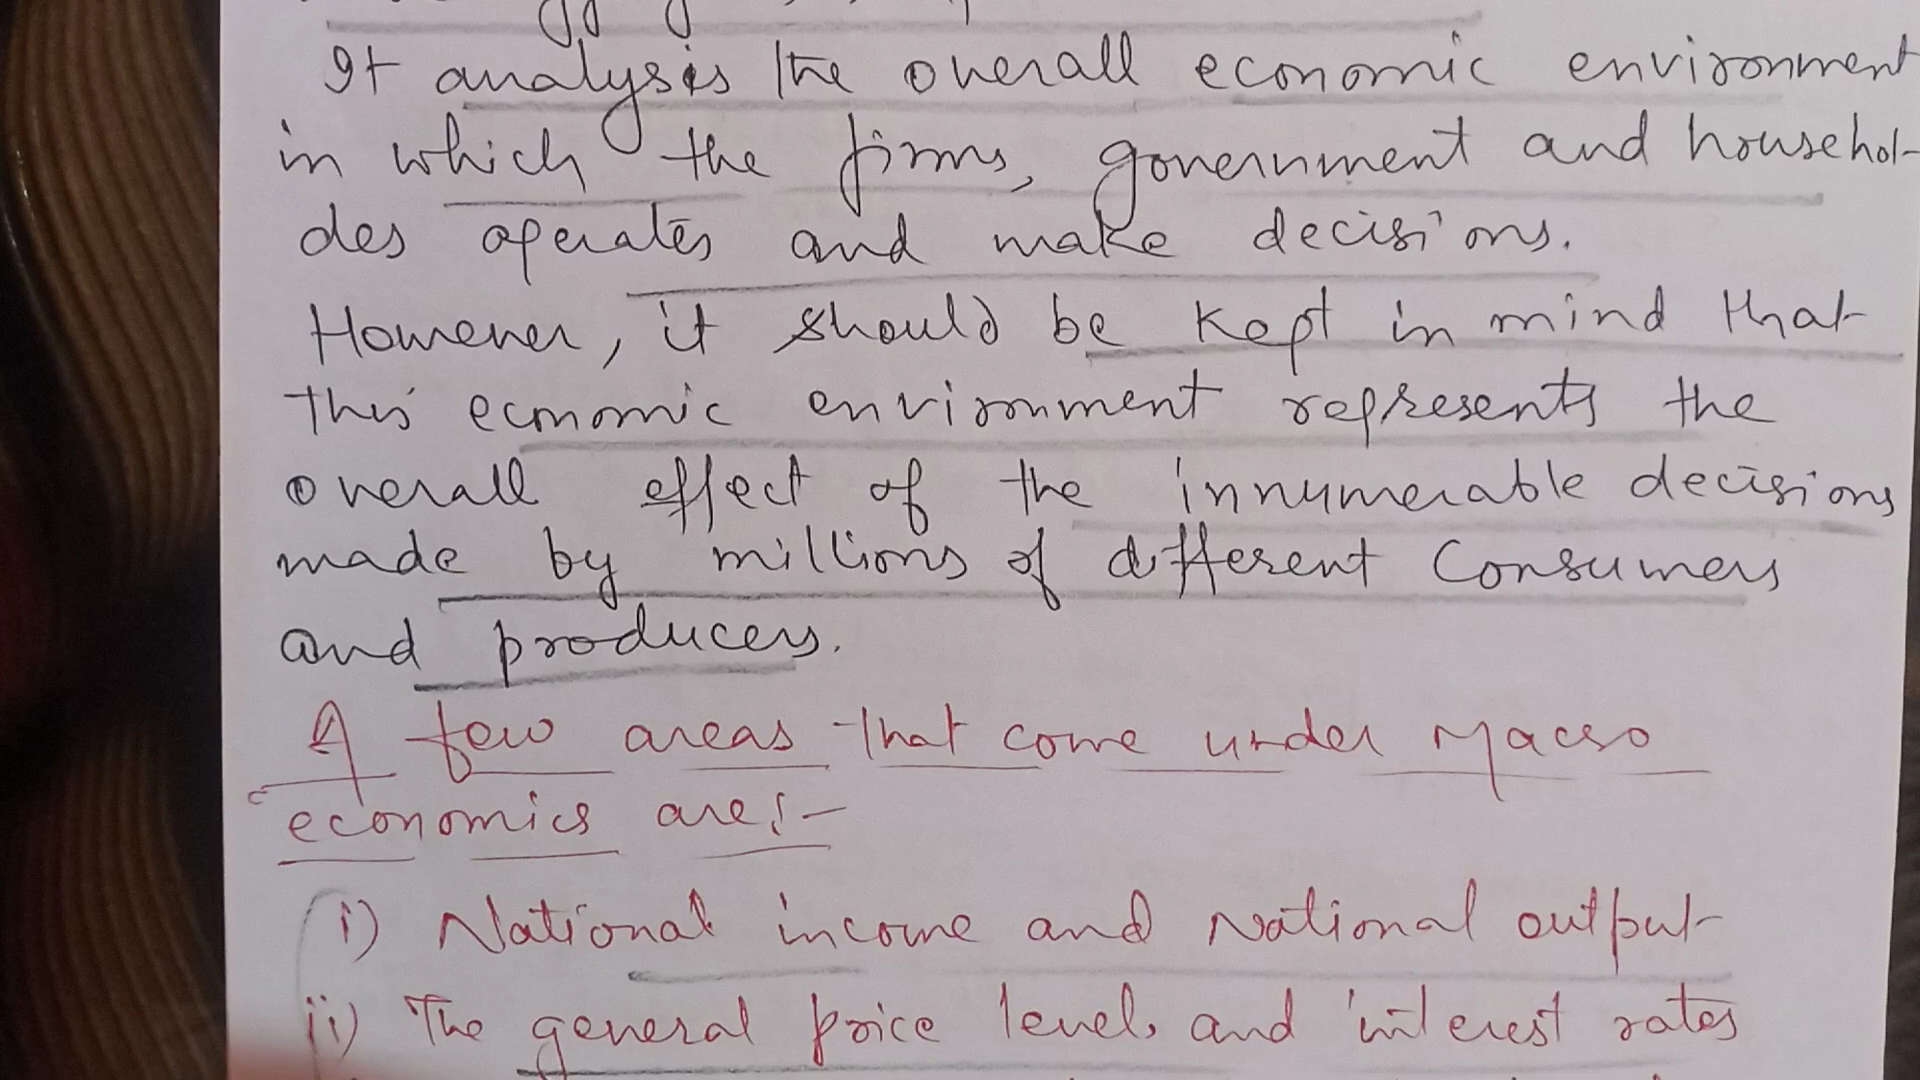 It analysis the overall economic environment
in which the firms, government and househol-
des operates and make decisions.
However, it should be kept in mind that
this economic environment represents the
overall effect of the innumerable decisions
made by millions of different Consumers
and producers.
A few areas that come under Macro
economics are:-
i) National income and National output
ii) The general price level and interest rates